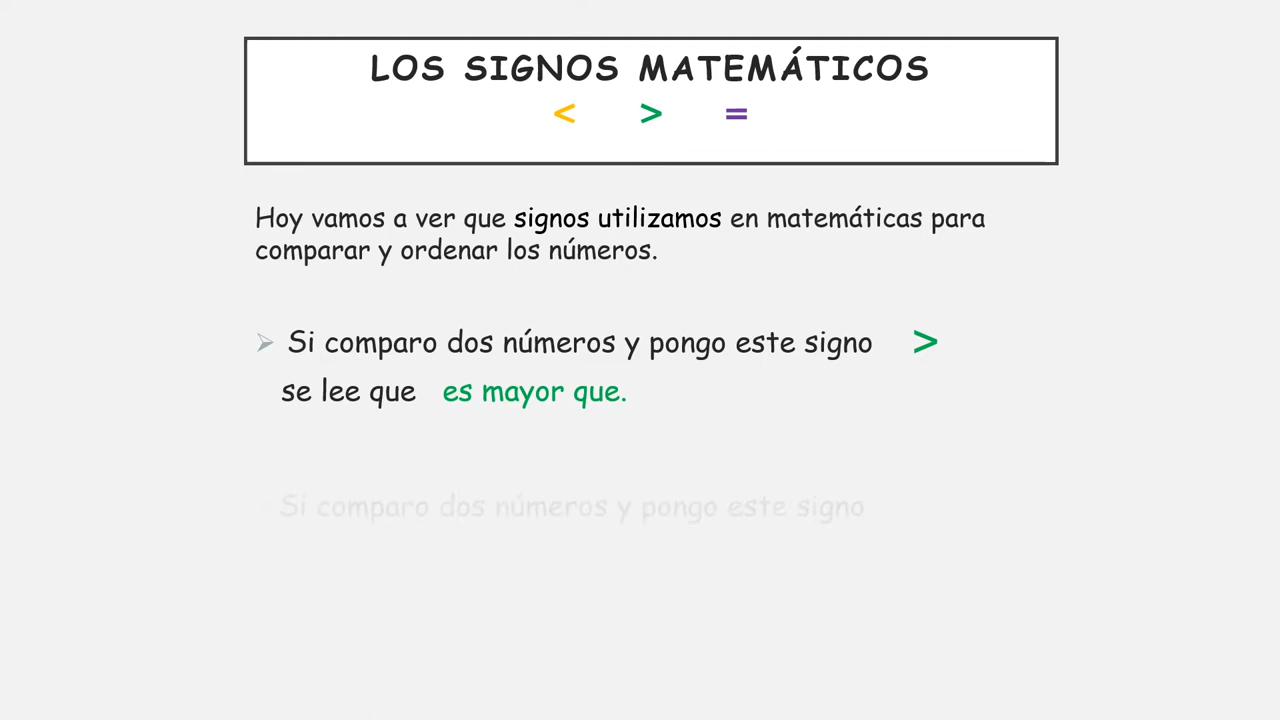 LOS SIGNOS MATEMÁTICOS
< > =
Hoy vamos a ver que signos utilizamos en matemáticas para
comparar y ordenar los números.
Si comparo dos números y pongo este signo >
se lee que es mayor que.
Si comparo dos números y pongo este signo